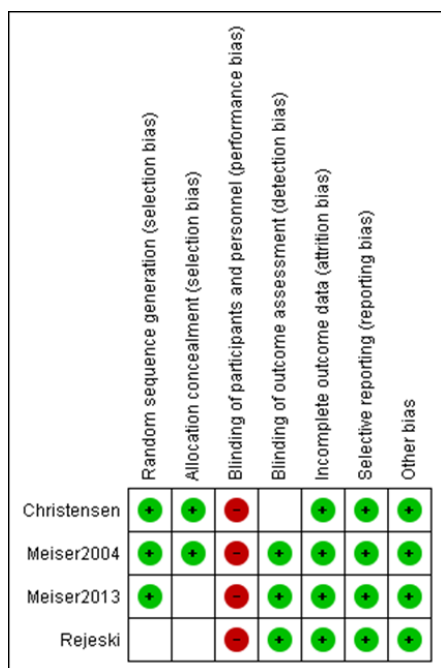 Random sequence generation (selection bias)
Allocation concealment (selection bias)
Blinding of participants and personnel (performance bias)
Blinding of outcome assessment (detection bias)
Incomplete outcome data (attrition bias)
Selective reporting (reporting bias)
Other bias
Christensen + + - + + +
Meiser2004 + + - + + + +
Meiser2013 + - + + + +
Rejeski - + + + +